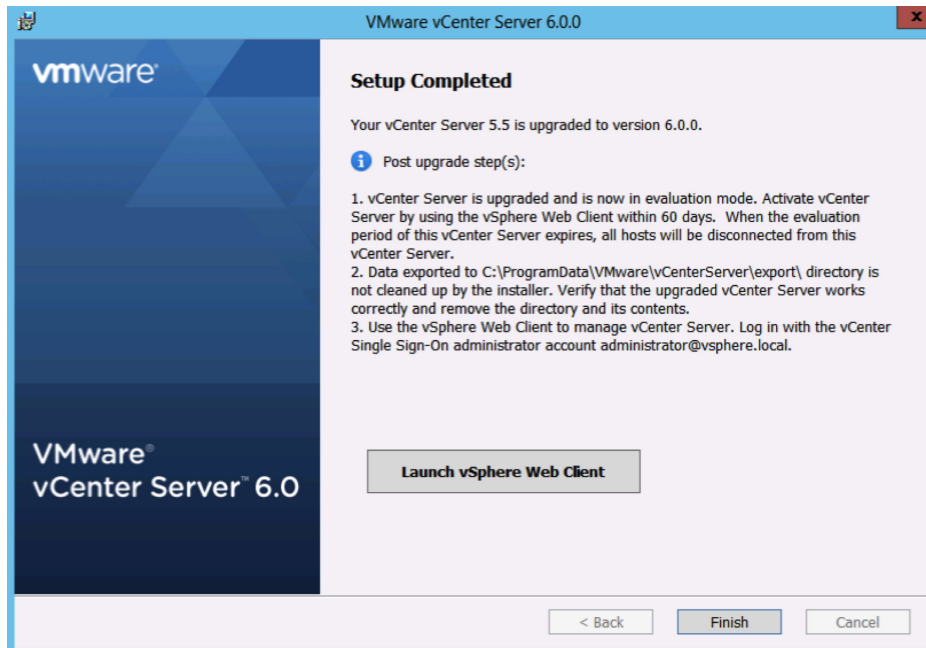 VMware vCenter Server 6.0.0
x
vmware®
Setup Completed
Your vCenter Server 5.5 is upgraded to version 6.0.0.
i Post upgrade step(s):
1. vCenter Server is upgraded and is now in evaluation mode. Activate vCenter
Server by using the vSphere Web Client within 60 days.  When the evaluation
period of this vCenter Server expires, all hosts will be disconnected from this
vCenter Server.
2. Data exported to C:\ProgramData\VMware\vCenterServer\export\ directory is
not cleaned up by the installer. Verify that the upgraded vCenter Server works
correctly and remove the directory and its contents.
3. Use the vSphere Web Client to manage vCenter Server. Log in with the vCenter
Single Sign-On administrator account administrator@vsphere.local.
VMware®
vCenter Server™ 6.0
Launch vSphere Web Client
< Back
Finish
Cancel